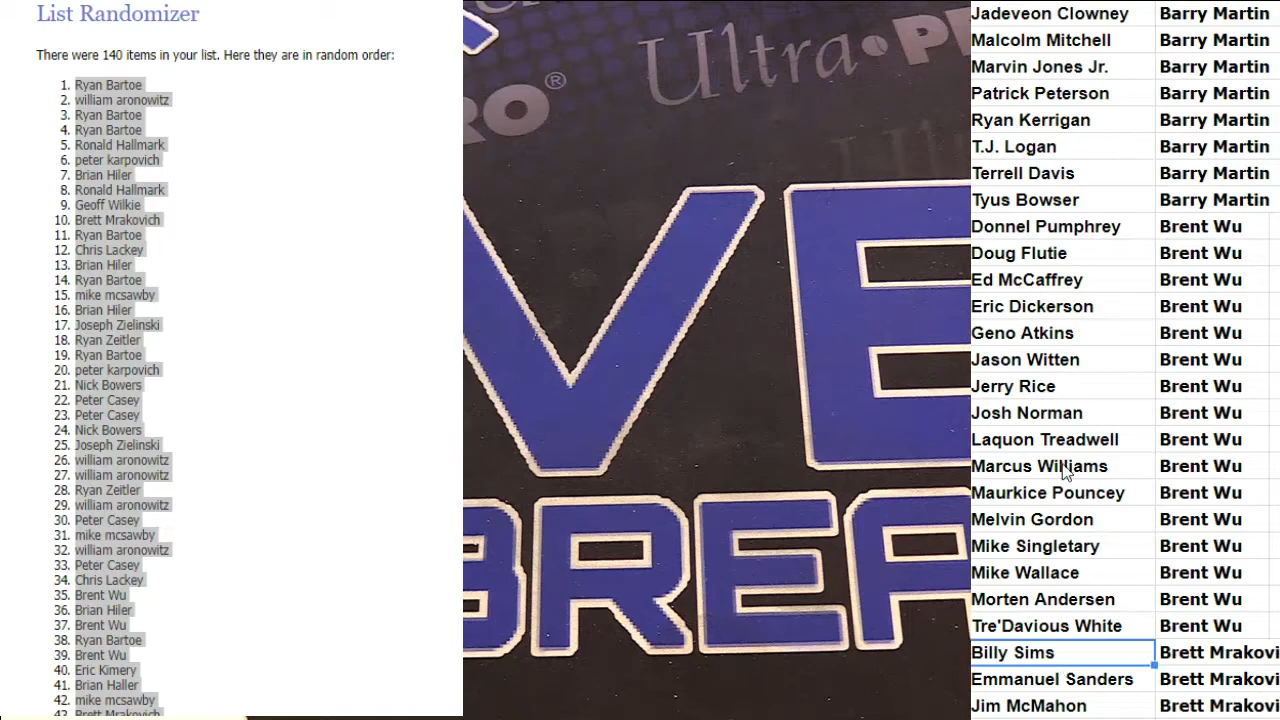 List Randomizer
There were 140 items in your list. Here they are in random order:
1. Ryan Bartoe
2. william aronowitz
3. Ryan Bartoe
4. Ryan Bartoe
5. Ronald Hallmark
6. peter karpovich
7. Brian Hiler
8. Ronald Hallmark
9. Geoff Wilkie
10. Brett Mrakovich
11. Ryan Bartoe
12. Chris Lackey
13. Brian Hiler
14. Ryan Bartoe
15. mike mcsawby
16. Brian Hiler
17. Joseph Zielinski
18. Ryan Zeitler
19. Ryan Bartoe
20. peter karpovich
21. Nick Bowers
22. Peter Casey
23. Peter Casey
24. Nick Bowers
25. Joseph Zielinski
26. william aronowitz
27. william aronowitz
28. Ryan Zeitler
29. william aronowitz
30. Peter Casey
31. mike mcsawby
32. william aronowitz
33. Peter Casey
34. Chris Lackey
35. Brent Wu
36. Brian Hiler
37. Brent Wu
38. Ryan Bartoe
39. Brent Wu
40. Eric Kimery
41. Brian Haller
42. mike mcsawby
43. Brett Mrakovich
Ultra•P
RO®
VE
BREA
Jadeveon Clowney Barry Martin
Malcolm Mitchell Barry Martin
Marvin Jones Jr. Barry Martin
Patrick Peterson Barry Martin
Ryan Kerrigan Barry Martin
T.J. Logan Barry Martin
Terrell Davis Barry Martin
Tyus Bowser Barry Martin
Donnel Pumphrey Brent Wu
Doug Flutie Brent Wu
Ed McCaffrey Brent Wu
Eric Dickerson Brent Wu
Geno Atkins Brent Wu
Jason Witten Brent Wu
Jerry Rice Brent Wu
Josh Norman Brent Wu
Laquon Treadwell Brent Wu
Marcus Williams Brent Wu
Maurkice Pouncey Brent Wu
Melvin Gordon Brent Wu
Mike Singletary Brent Wu
Mike Wallace Brent Wu
Morten Andersen Brent Wu
Tre'Davious White Brent Wu
Billy Sims Brett Mrakovi
Emmanuel Sanders Brett Mrakovi
Jim McMahon Brett Mrakovi